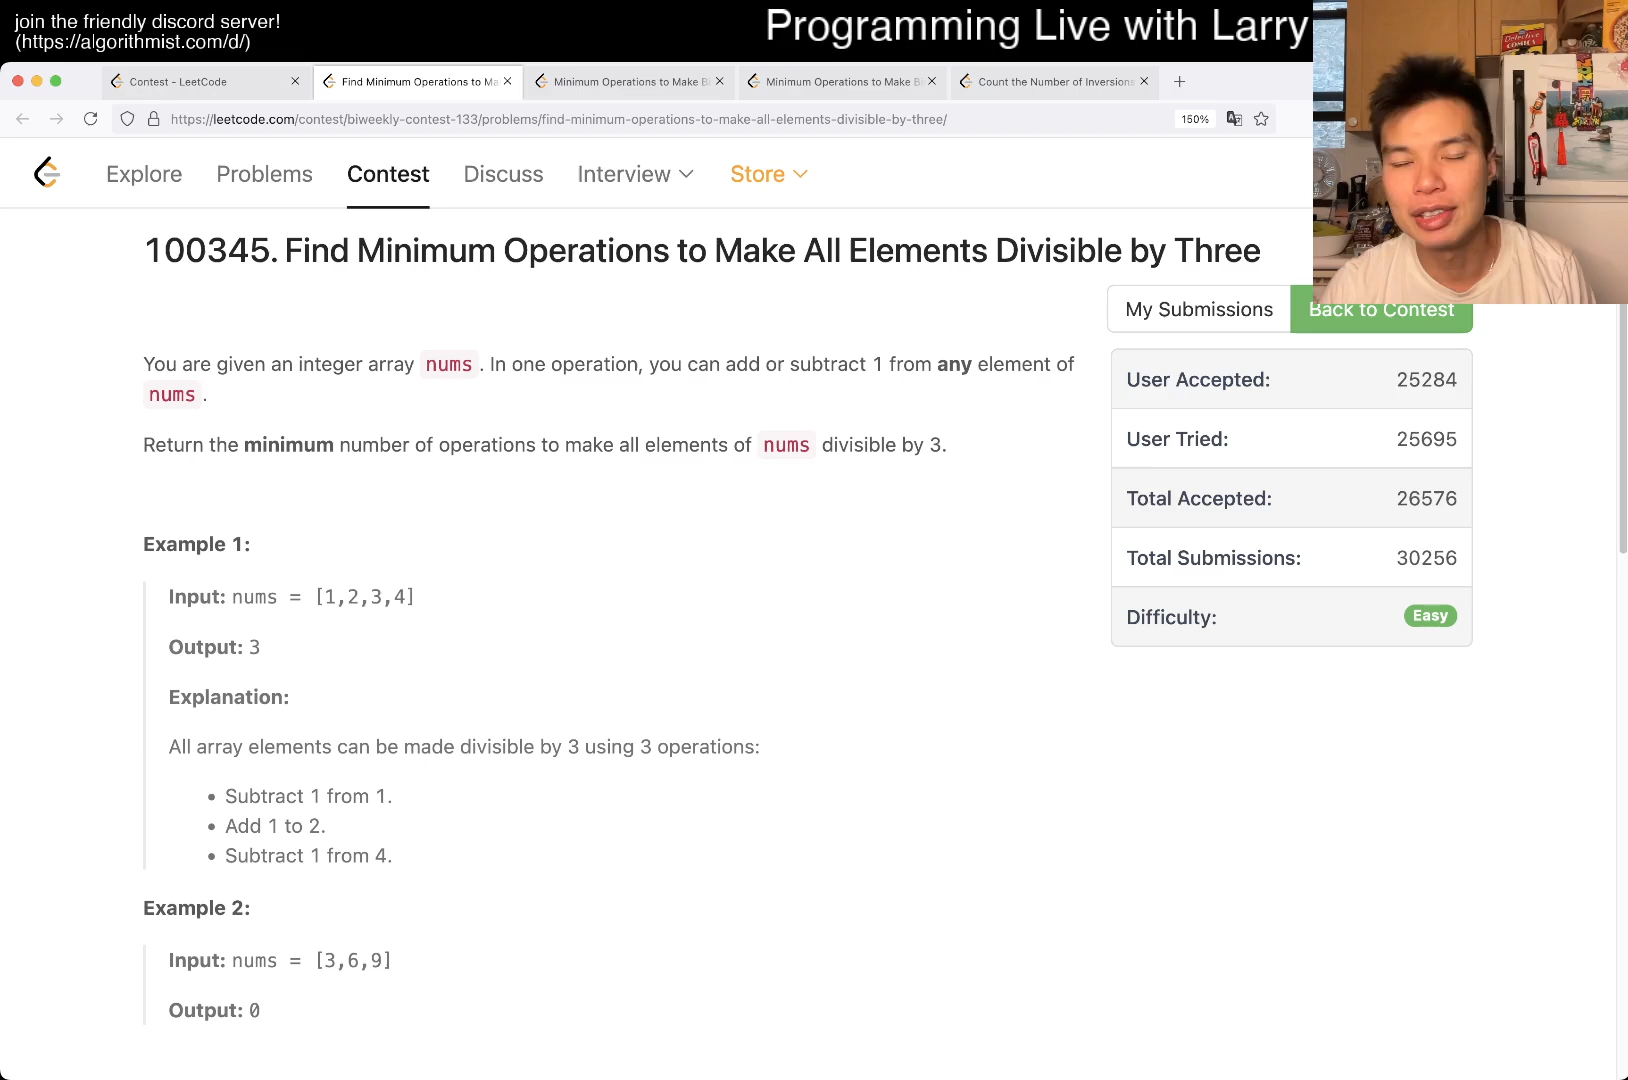 join the friendly discord server!
(https://algorithmist.com/d/)
Programming Live with Larry
Contest - LeetCode
Find Minimum Operations to Ma
Minimum Operations to Make Bi
Minimum Operations to Make Bi
Count the Number of Inversions
https://leetcode.com/contest/biweekly-contest-133/problems/find-minimum-operations-to-make-all-elements-divisible-by-three/
150%
Explore
Problems
Contest
Discuss
Interview
Store
100345. Find Minimum Operations to Make All Elements Divisible by Three
My Submissions
Back to Contest
You are given an integer array nums . In one operation, you can add or subtract 1 from any element of
nums .
Return the minimum number of operations to make all elements of nums divisible by 3.
User Accepted: 25284
User Tried: 25695
Total Accepted: 26576
Total Submissions: 30256
Difficulty: Easy
Example 1:
Input: nums = [1,2,3,4]
Output: 3
Explanation:
All array elements can be made divisible by 3 using 3 operations:
• Subtract 1 from 1.
• Add 1 to 2.
• Subtract 1 from 4.
Example 2:
Input: nums = [3,6,9]
Output: 0
DETECTIVE
COMICS